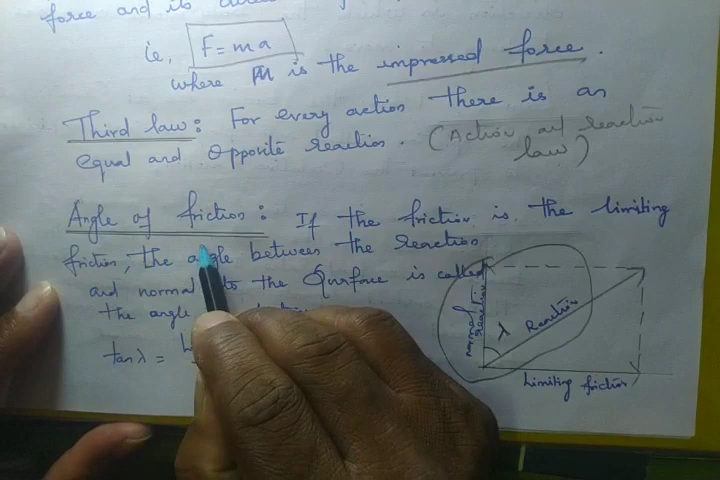 force and is
ie, F = ma
where is the impressed force.
Third law: For every action there is an
equal and opposite reaction. (Action and reaction
law)
Angle of friction: If the friction is the limiting
friction, the angle between the reaction
and normal to the surface is called
the angle
tan λ =
normal reaction
λ
Reaction
Limiting friction